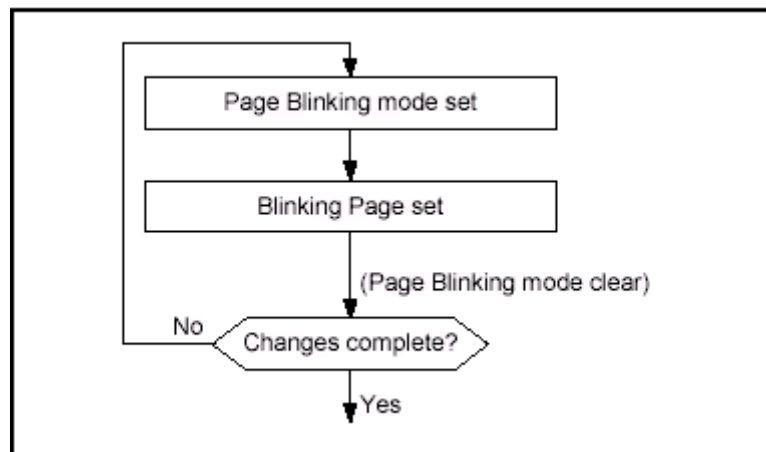 Page Blinking mode set
Blinking Page set
(Page Blinking mode clear)
No
Changes complete?
Yes